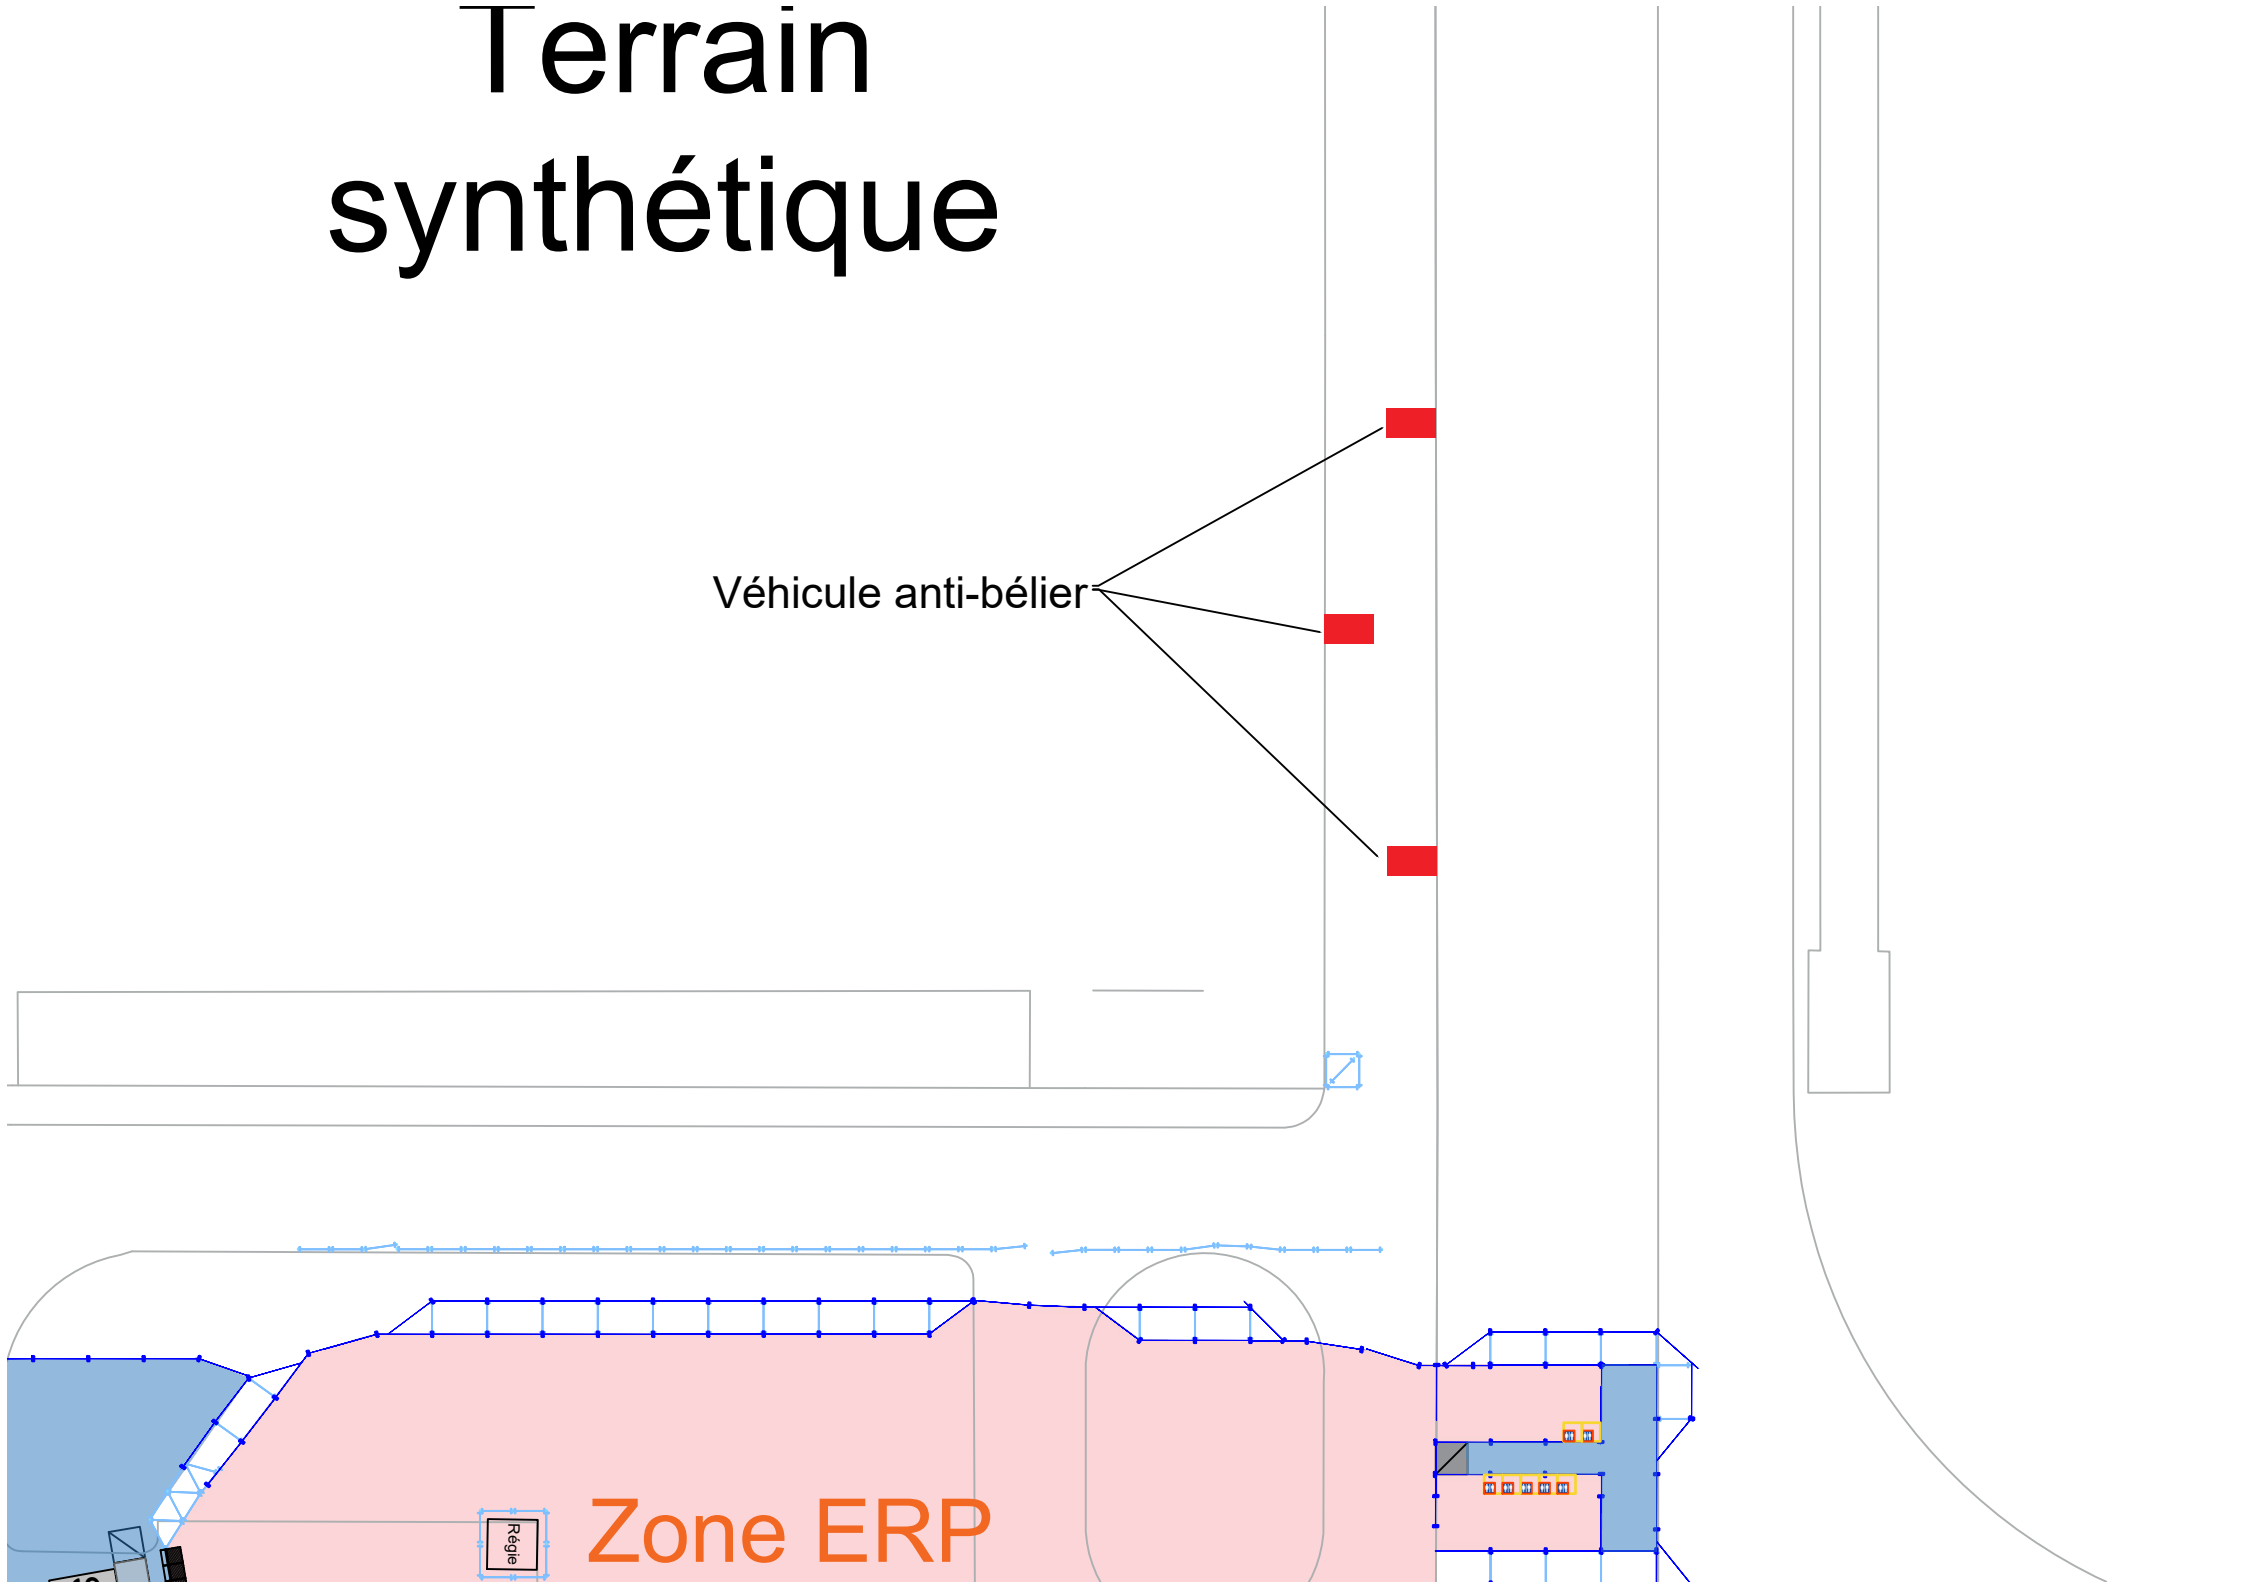 Terrain
synthétique
Véhicule anti-bélier
Zone ERP
Régie